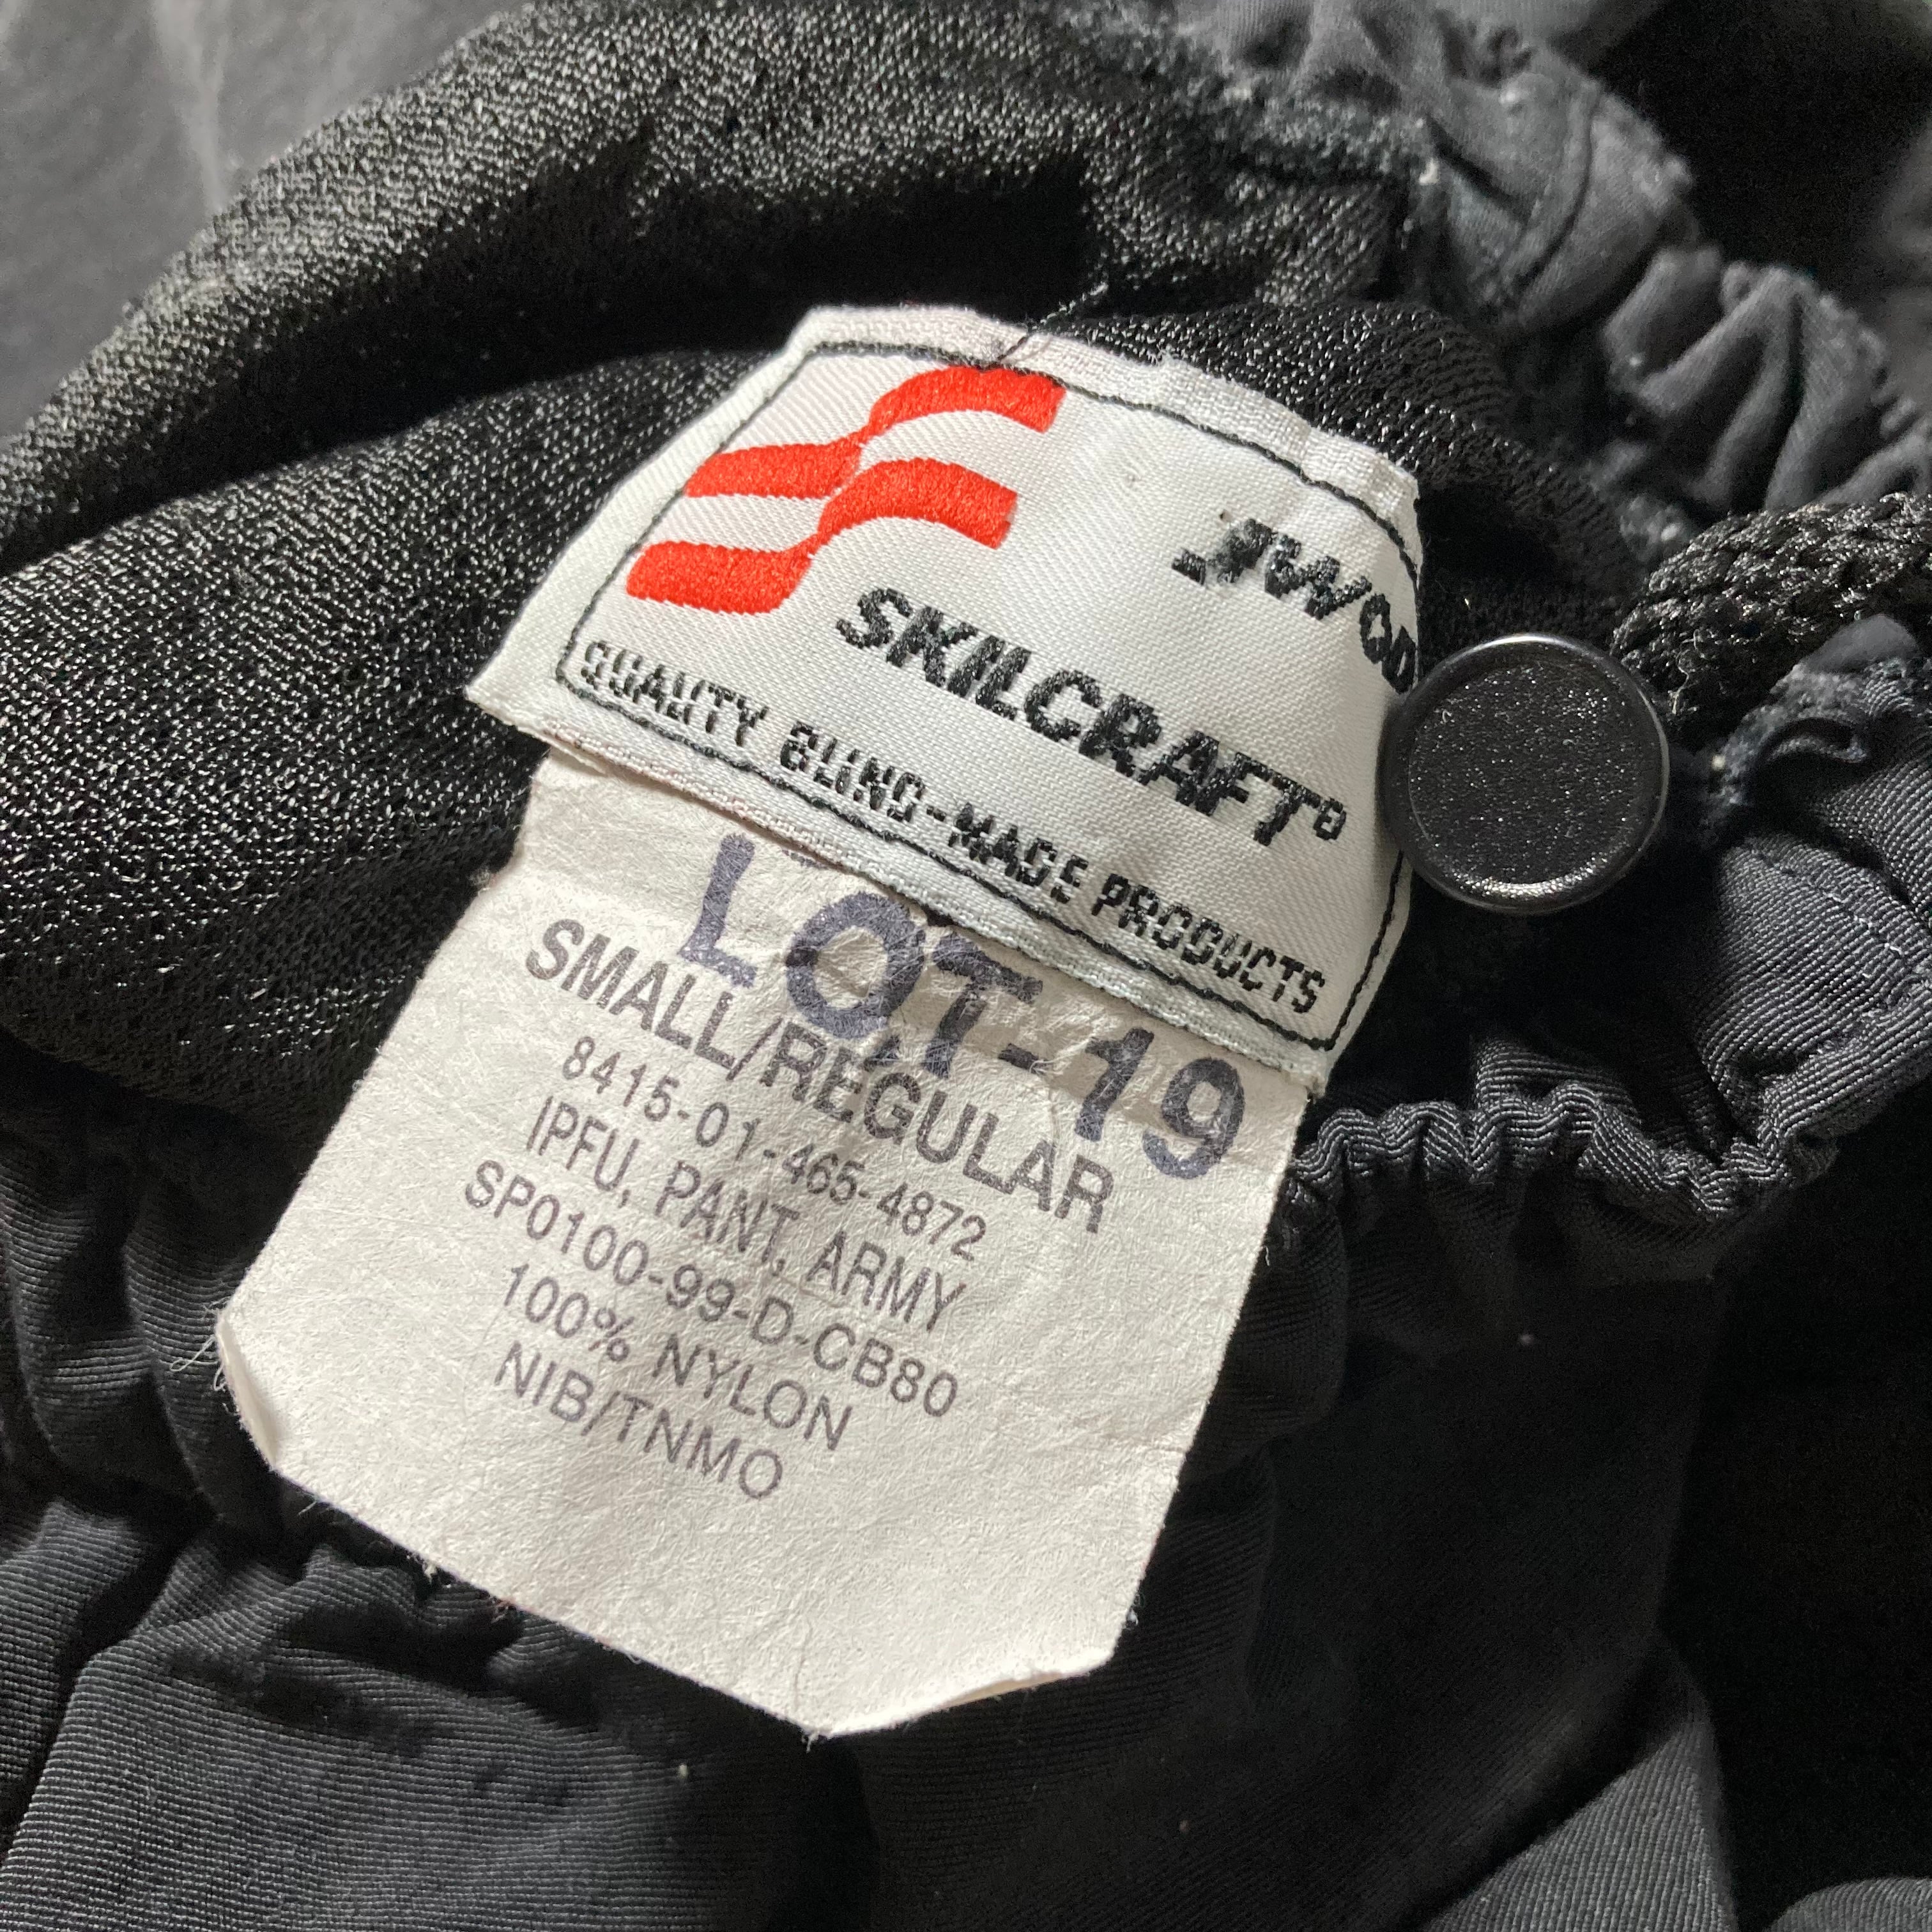 JWOD
SKILCRAFT®
QUALITY BLIND-MADE PRODUCTS
LOT-19
SMALL/REGULAR
8415-01-465-4872
IPFU, PANT, ARMY
SP0100-99-D-CB80
100% NYLON
NIB/TNMO